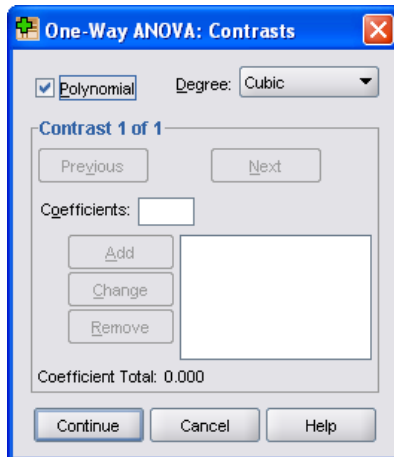 One-Way ANOVA: Contrasts
Polynomial Degree: Cubic
Contrast 1 of 1
Previous Next
Coefficients:
Add
Change
Remove
Coefficient Total: 0.000
Continue Cancel Help